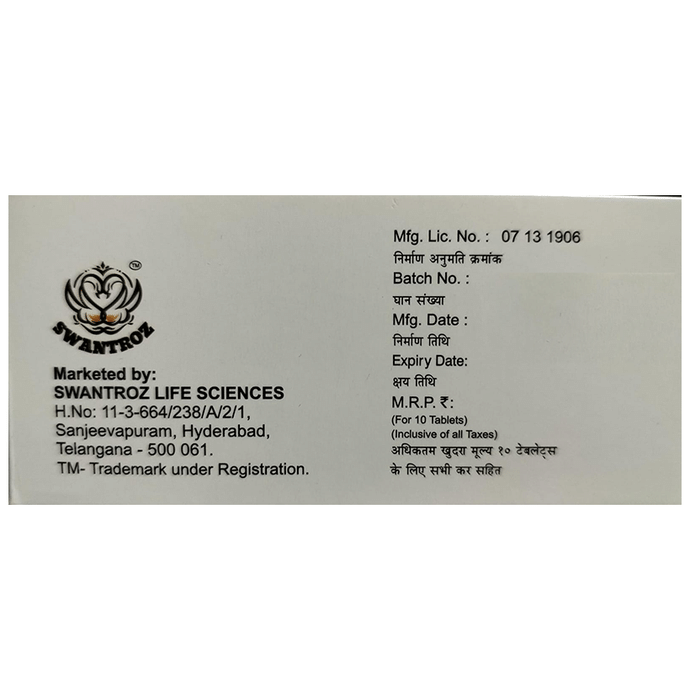 TM
SWANTROZ
Marketed by:
SWANTROZ LIFE SCIENCES
H.No: 11-3-664/238/A/2/1,
Sanjeevapuram, Hyderabad,
Telangana - 500 061.
TM- Trademark under Registration.
Mfg. Lic. No. : 07 13 1906
निर्माण अनुमति क्रमांक
Batch No. :
घान संख्या
Mfg. Date :
निर्माण तिथि
Expiry Date:
क्षय तिथि
M.R.P. ₹:
(For 10 Tablets)
(Inclusive of all Taxes)
अधिकतम खुदरा मूल्य १० टेबलेट्स
के लिए सभी कर सहित